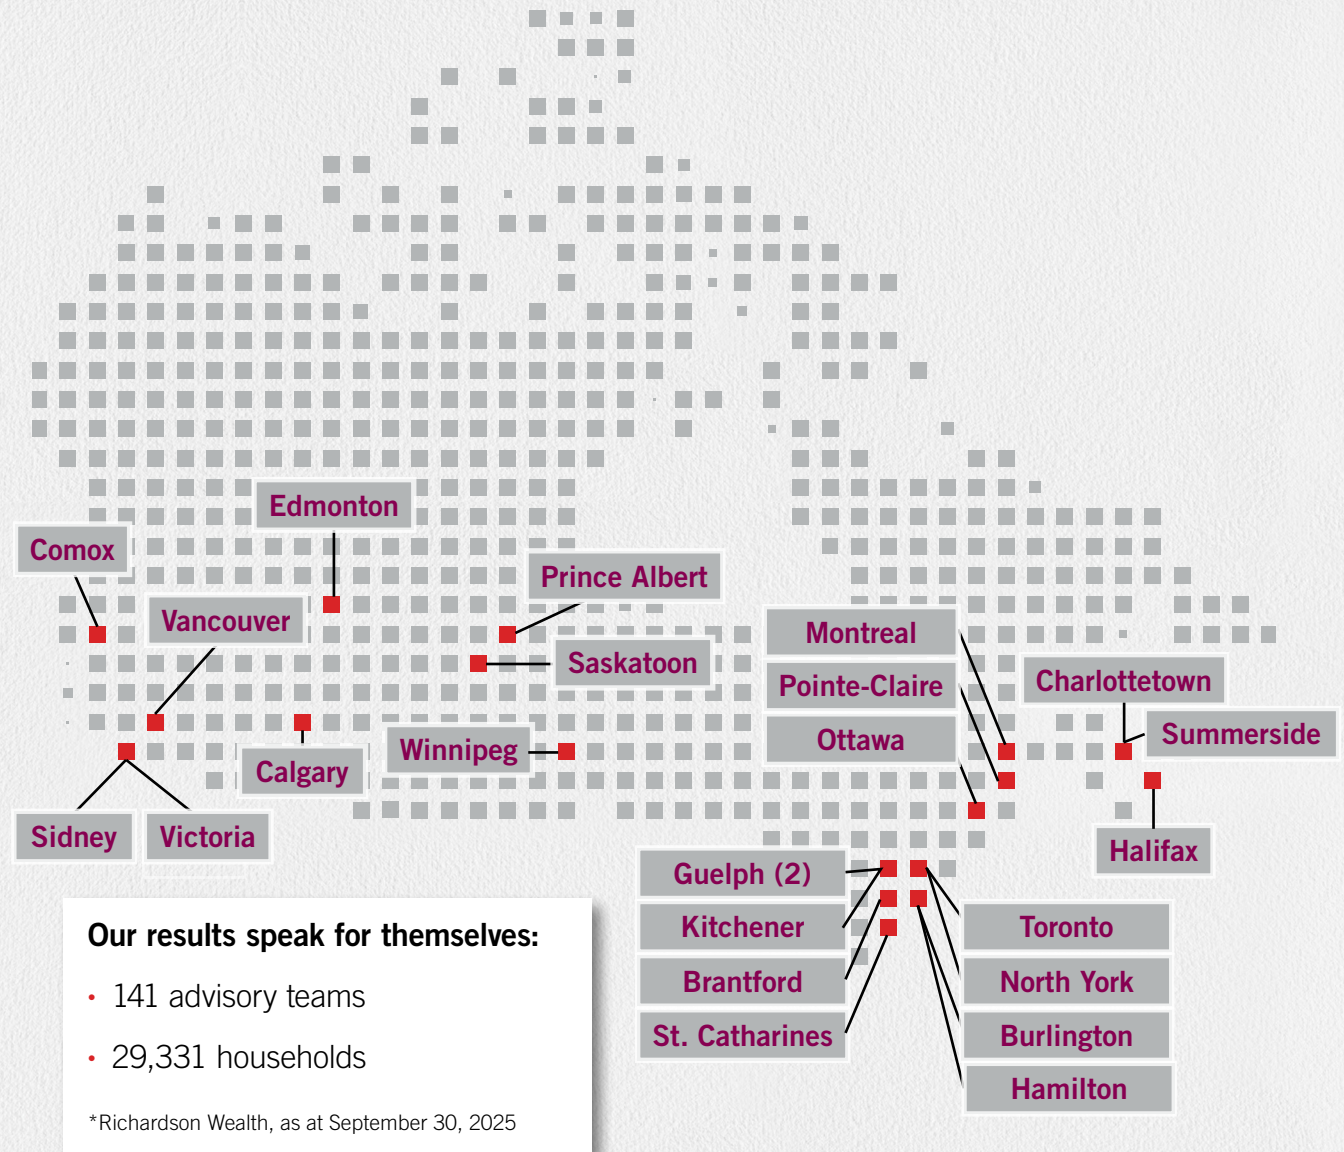 Edmonton
Comox
Prince Albert
Vancouver
Montreal
Saskatoon
Charlottetown
Pointe-Claire
Summerside
Ottawa
Winnipeg
Calgary
Sidney
Victoria
Halifax
Guelph (2)
Kitchener
Toronto
Brantford
North York
St. Catharines
Burlington
Hamilton
Our results speak for themselves:
• 141 advisory teams
• 29,331 households
*Richardson Wealth, as at September 30, 2025